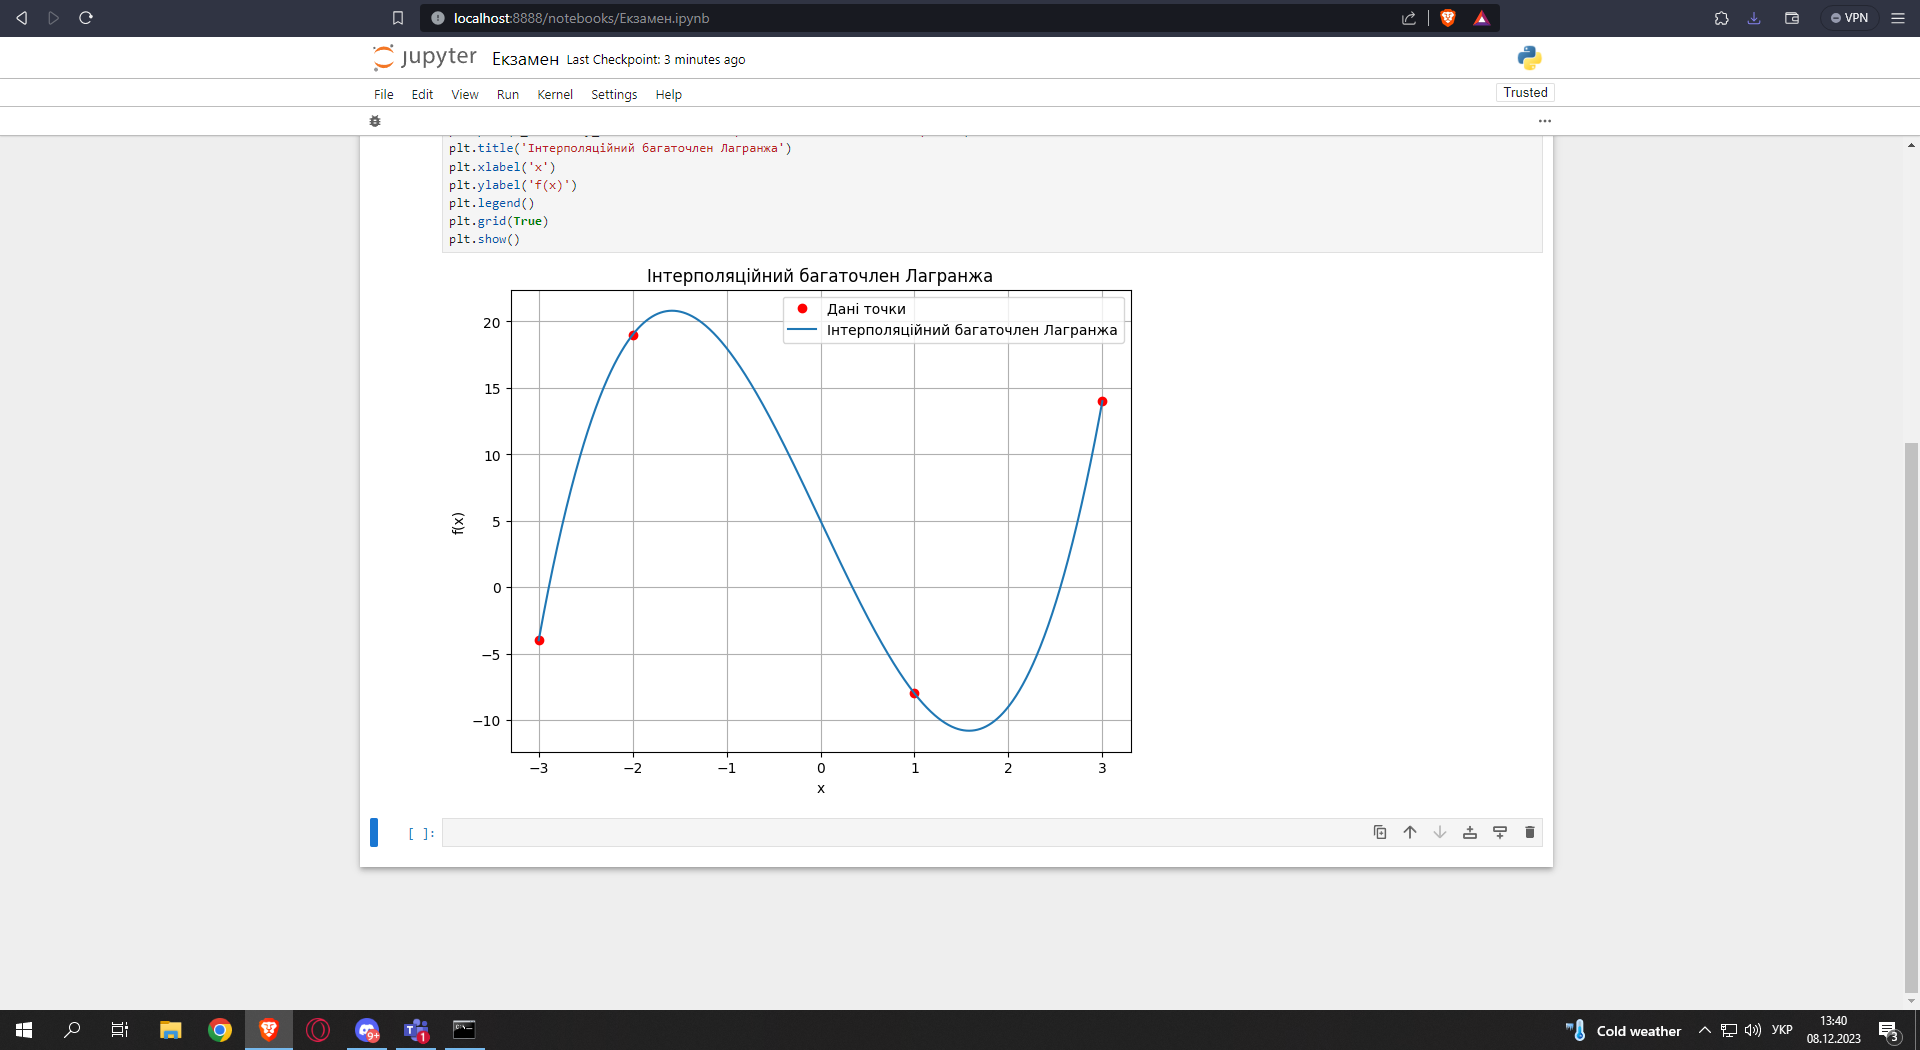 localhost:8888/notebooks/Екзамен.ipynb
VPN
jupyter Екзамен Last Checkpoint: 3 minutes ago
File Edit View Run Kernel Settings Help
Trusted
plt.title('Інтерполяційний багаточлен Лагранжа')
plt.xlabel('x')
plt.ylabel('f(x)')
plt.legend()
plt.grid(True)
plt.show()
Інтерполяційний багаточлен Лагранжа
Дані точки
Інтерполяційний багаточлен Лагранжа
20
15
10
5
0
−5
−10
f(x)
−3 −2 −1 0 1 2 3
x
[ ]:
9+
1
Cold weather
УКР
13:40
08.12.2023
3